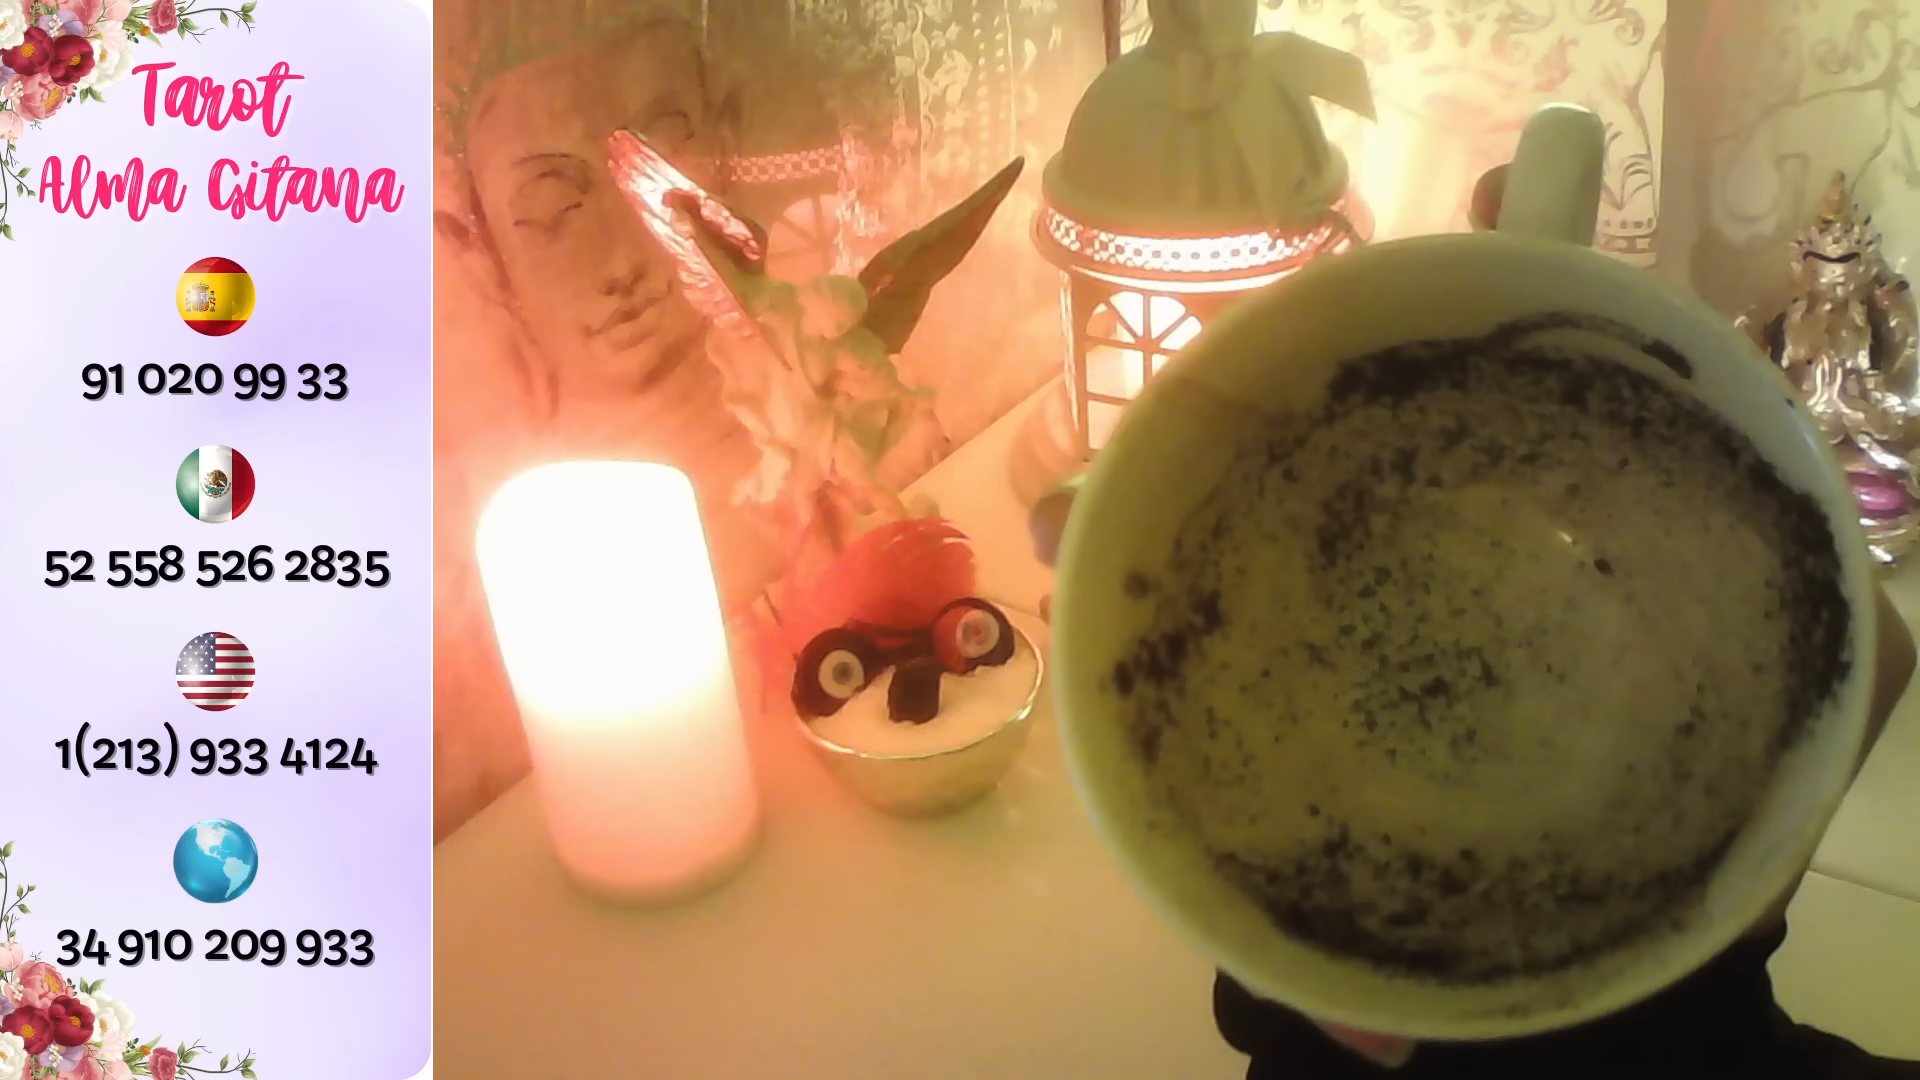 Tarot
Alma Gitana
91 020 99 33
52 558 526 2835
1(213) 933 4124
34 910 209 933